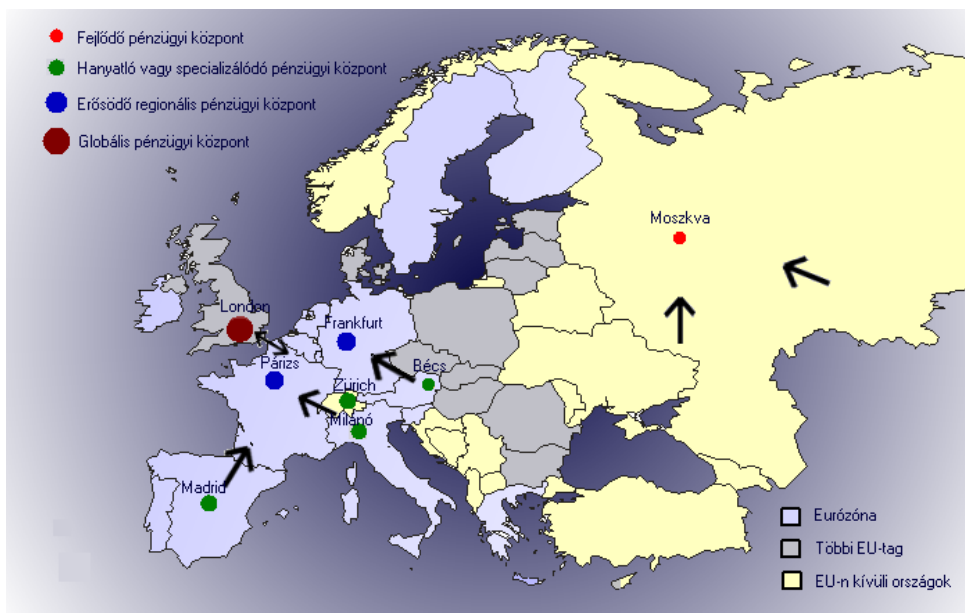 Fejlődő pénzügyi központ
Hanyatló vagy specializálódó pénzügyi központ
Erősödő regionális pénzügyi központ
Globális pénzügyi központ
Moszkva
London
Frankfurt
Párizs
Bécs
Zürich
Milánó
Madrid
Eurózóna
Többi EU-tag
EU-n kívüli országok